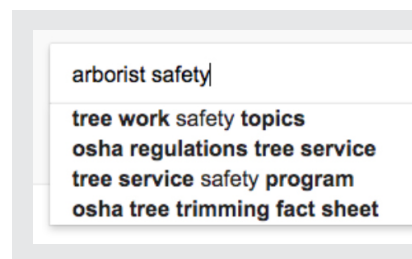 arborist safety
tree work safety topics
osha regulations tree service
tree service safety program
osha tree trimming fact sheet